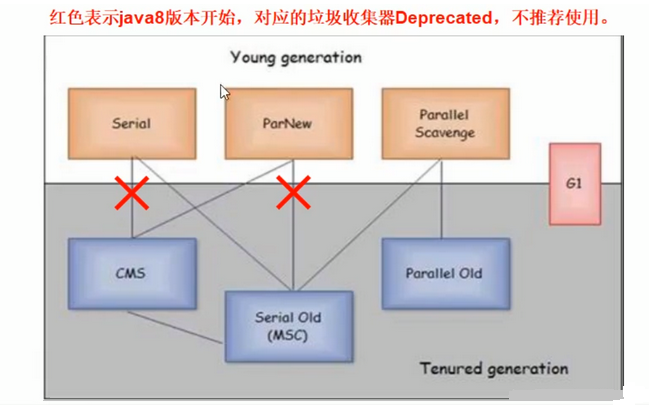 红色表示java8版本开始，对应的垃圾收集器Deprecated，不推荐使用。
Young generation
Serial
ParNew
Parallel
Scavenge
G1
CMS
Serial Old
(MSC)
Parallel Old
Tenured generation